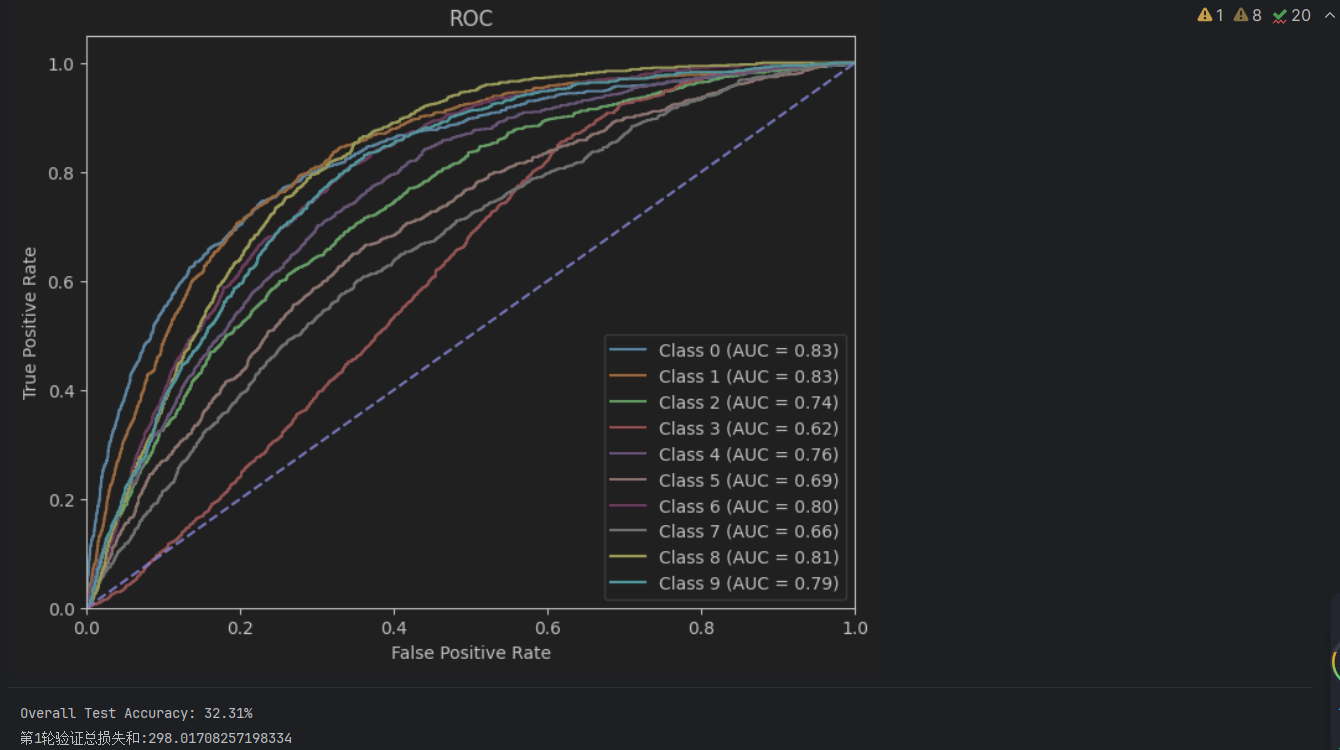 ROC
1 8 20
1.0
0.8
0.6
0.4
0.2
0.0
True Positive Rate
Class 0 (AUC = 0.83)
Class 1 (AUC = 0.83)
Class 2 (AUC = 0.74)
Class 3 (AUC = 0.62)
Class 4 (AUC = 0.76)
Class 5 (AUC = 0.69)
Class 6 (AUC = 0.80)
Class 7 (AUC = 0.66)
Class 8 (AUC = 0.81)
Class 9 (AUC = 0.79)
0.0 0.2 0.4 0.6 0.8 1.0
False Positive Rate
Overall Test Accuracy: 32.31%
第1轮验证总损失和:298.01708257198334